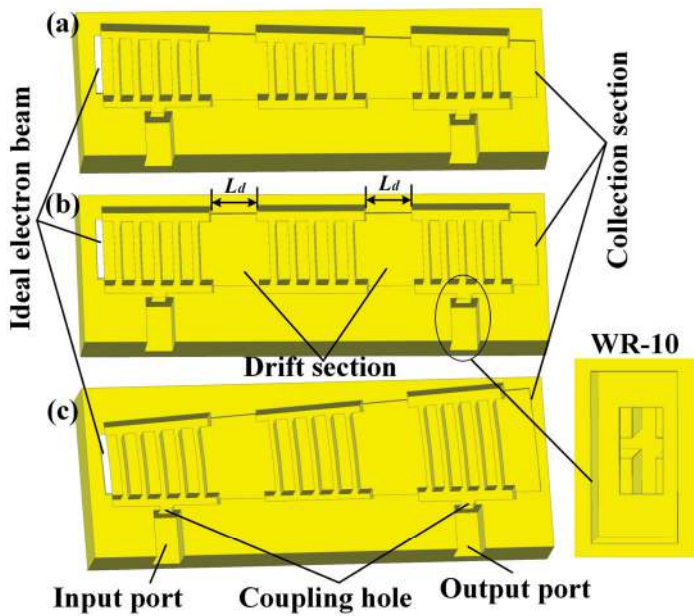 (a)
Ideal electron beam
Collection section
Ld
Ld
(b)
Drift section
WR-10
(c)
Input port
Coupling hole
Output port